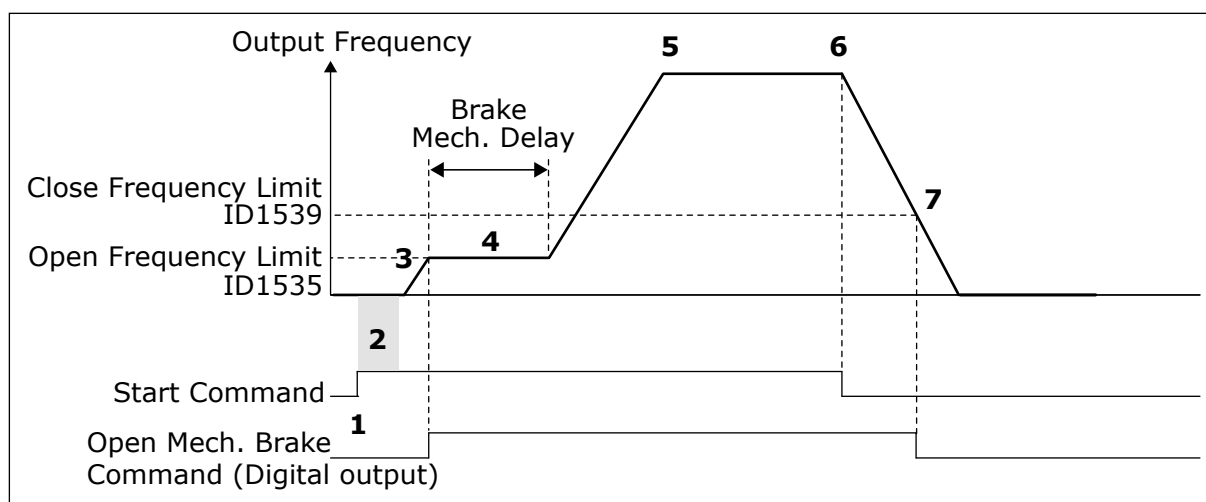 Output Frequency
5
6
Brake
Mech. Delay
Close Frequency Limit
ID1539
7
Open Frequency Limit
ID1535
3
4
2
Start Command
1
Open Mech. Brake
Command (Digital output)